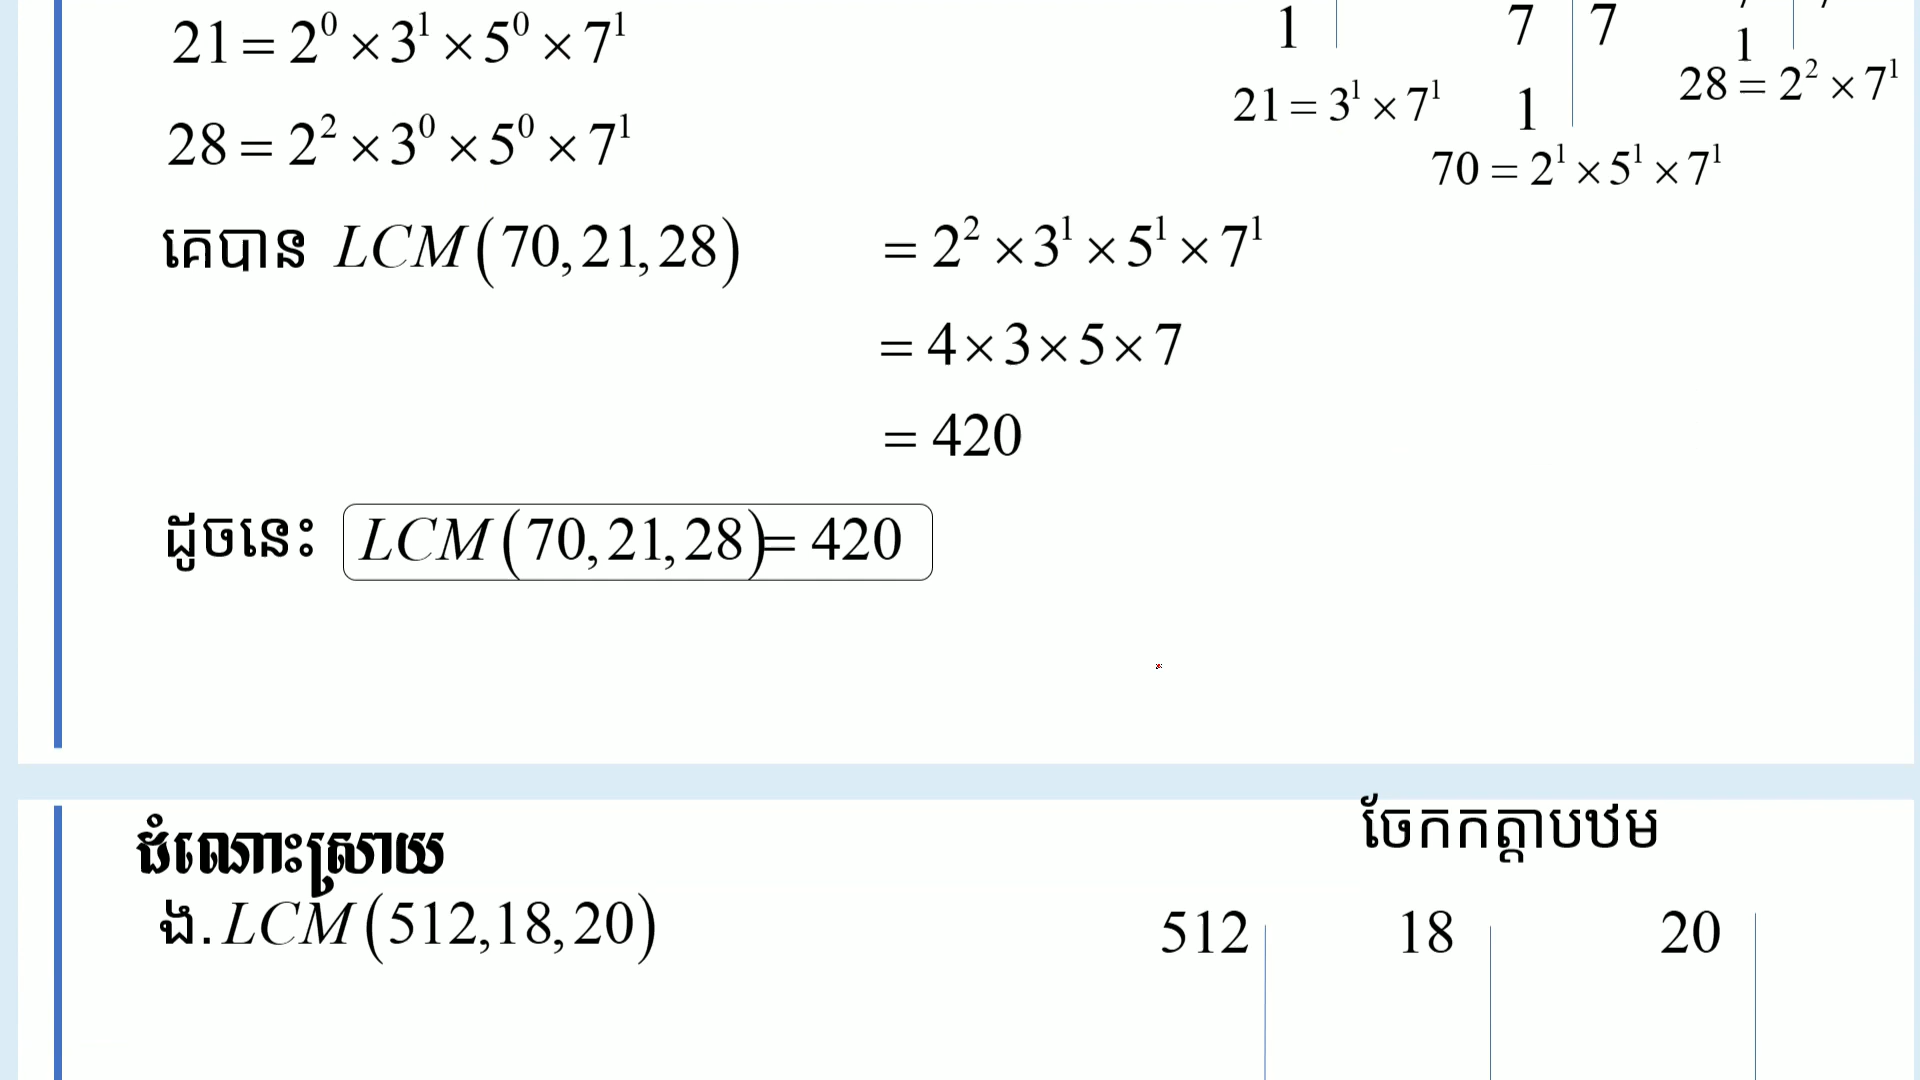 21 = 2⁰ × 3¹ × 5⁰ × 7¹
28 = 2² × 3⁰ × 5⁰ × 7¹
គេបាន LCM(70,21,28) = 2² × 3¹ × 5¹ × 7¹
= 4 × 3 × 5 × 7
= 420
ដូចនេះ LCM(70,21,28) = 420
1
21 = 3¹ × 7¹
7 7
1
70 = 2¹ × 5¹ × 7¹
1
28 = 2² × 7¹
ដំណោះស្រាយ
ង. LCM(512,18,20)
ចែកកត្តាបឋម
512 18 20